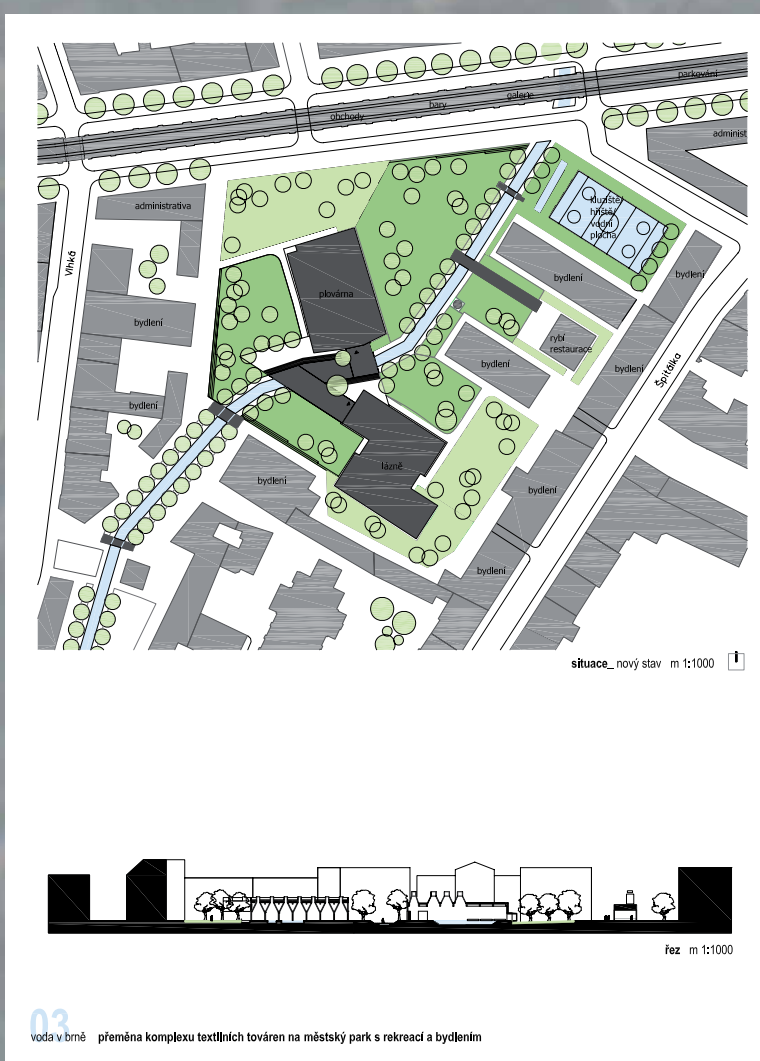 parkování
galerie
bary
obchody
administ
administrativa
kluziště/
hřiště/
vodní
plocha
Vlhká
plovárna
bydlení
bydlení
bydlení
rybí
restaurace
bydlení
bydlení
Špitálka
bydlení
lázně
bydlení
bydlení
bydlení
situace_ nový stav m 1:1000
řez m 1:1000
03
voda v brně přeměna komplexu textilních továren na městský park s rekreací a bydlením